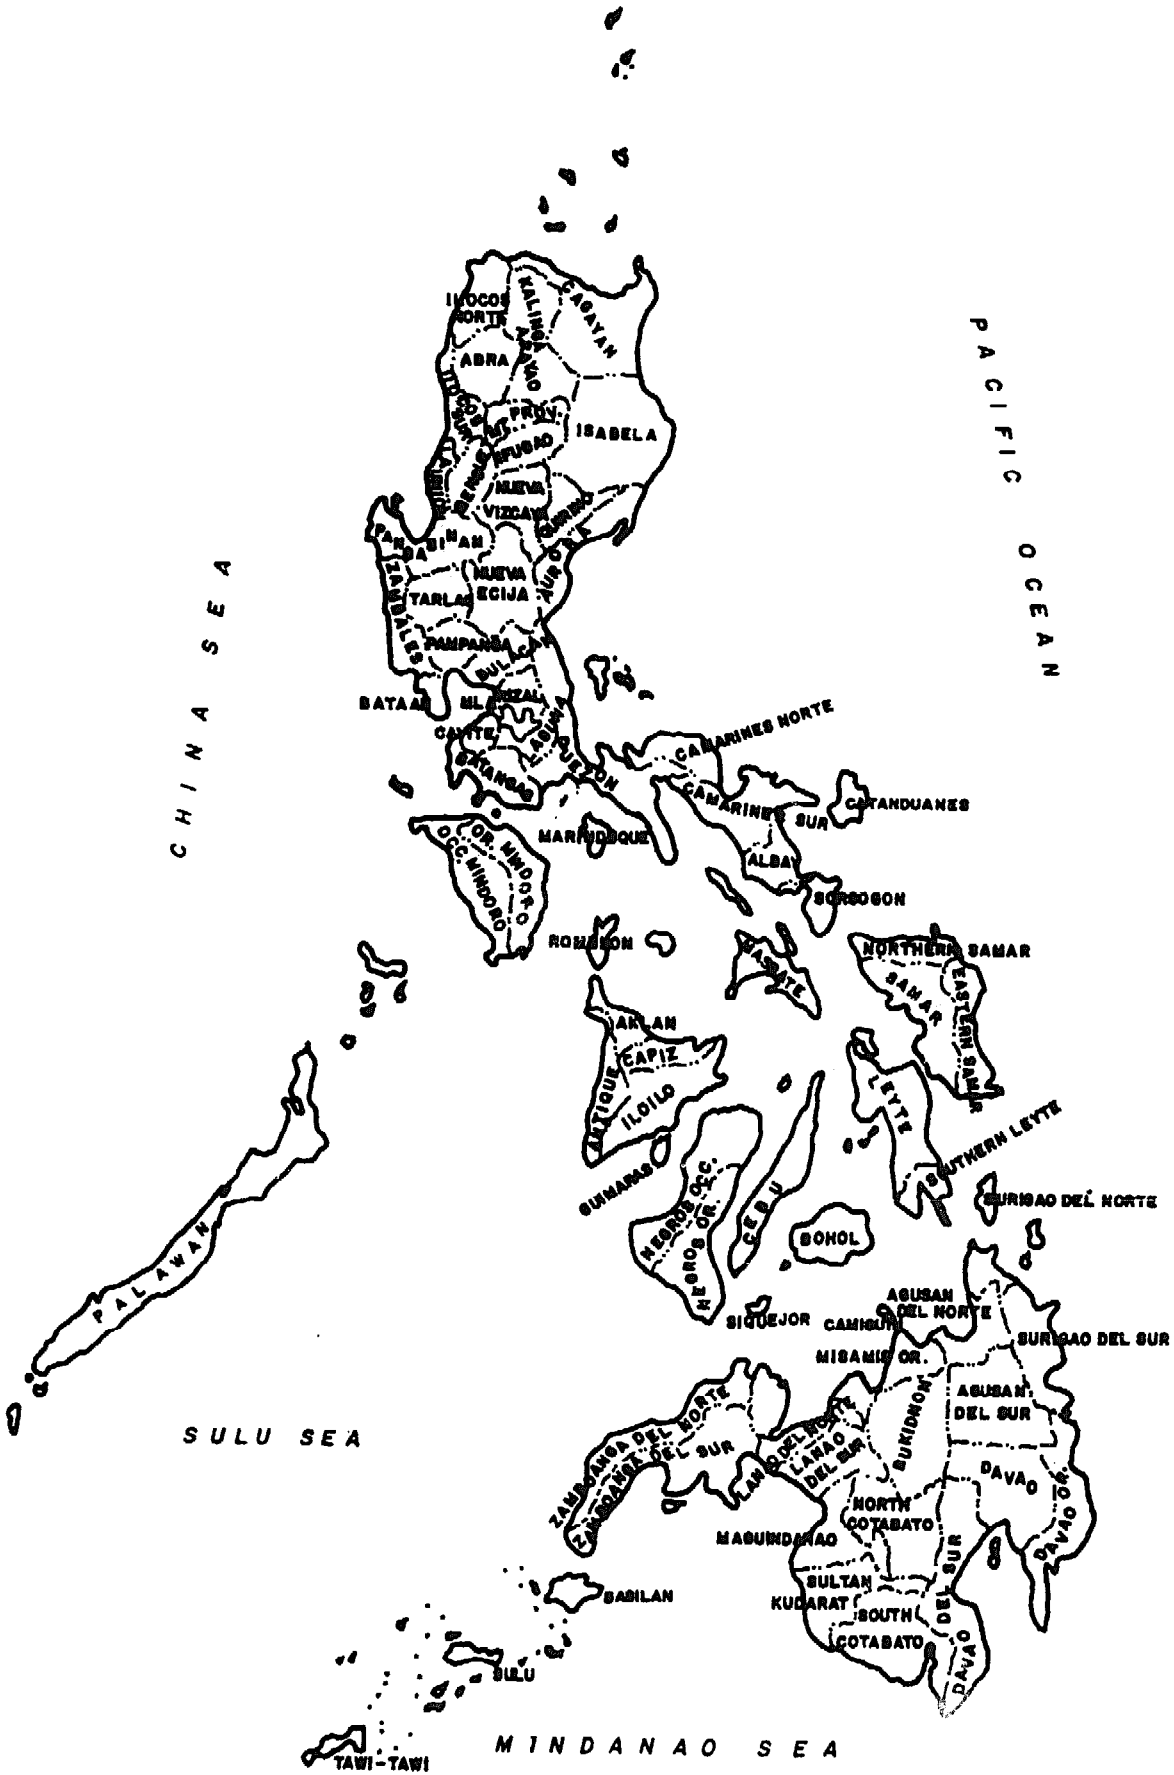 ILOCOS
NORTE
KALINGA
APAYAO
CAGAYAN
ABRA
ILOCOS
SUR
MT. PROV.
IFUGAO
ISABELA
LA UNION
BENGUET
NUEVA
VIZCAYA
QUIRINO
PANGASINAN
AURORA
NUEVA
ECIJA
ZAMBALES
TARLAC
PAMPANGA
BULACAN
BATAAN
MLA
RIZAL
CAVITE
LAGUNA
BATANGAS
QUEZON
CAMARINES NORTE
CAMARINES SUR
CATANDUANES
MARINDUQUE
ALBAY
SORSOGON
OR. MINDORO
OCC. MINDORO
ROMBLON
MASBATE
NORTHERN SAMAR
SAMAR
EASTERN SAMAR
AKLAN
CAPIZ
ANTIQUE
ILOILO
LEYTE
SOUTHERN LEYTE
GUIMARAS
NEGROS OCC.
NEGROS OR.
CEBU
BOHOL
SURIGAO DEL NORTE
PALAWAN
SIQUIJOR
AGUSAN
DEL NORTE
CAMIGUIN
SURIGAO DEL SUR
MISAMIS OR.
AGUSAN
DEL SUR
BUKIDNON
ZAMBOANGA DEL NORTE
ZAMBOANGA DEL SUR
LANAO DEL NORTE
LANAO
DEL SUR
DAVAO
DAVAO OR.
NORTH
COTABATO
MAGUINDANAO
SULTAN
KUDARAT
SOUTH
COTABATO
DAVAO DEL SUR
BASILAN
SULU
TAWI-TAWI
CHINA SEA
PACIFIC OCEAN
SULU SEA
MINDANAO SEA